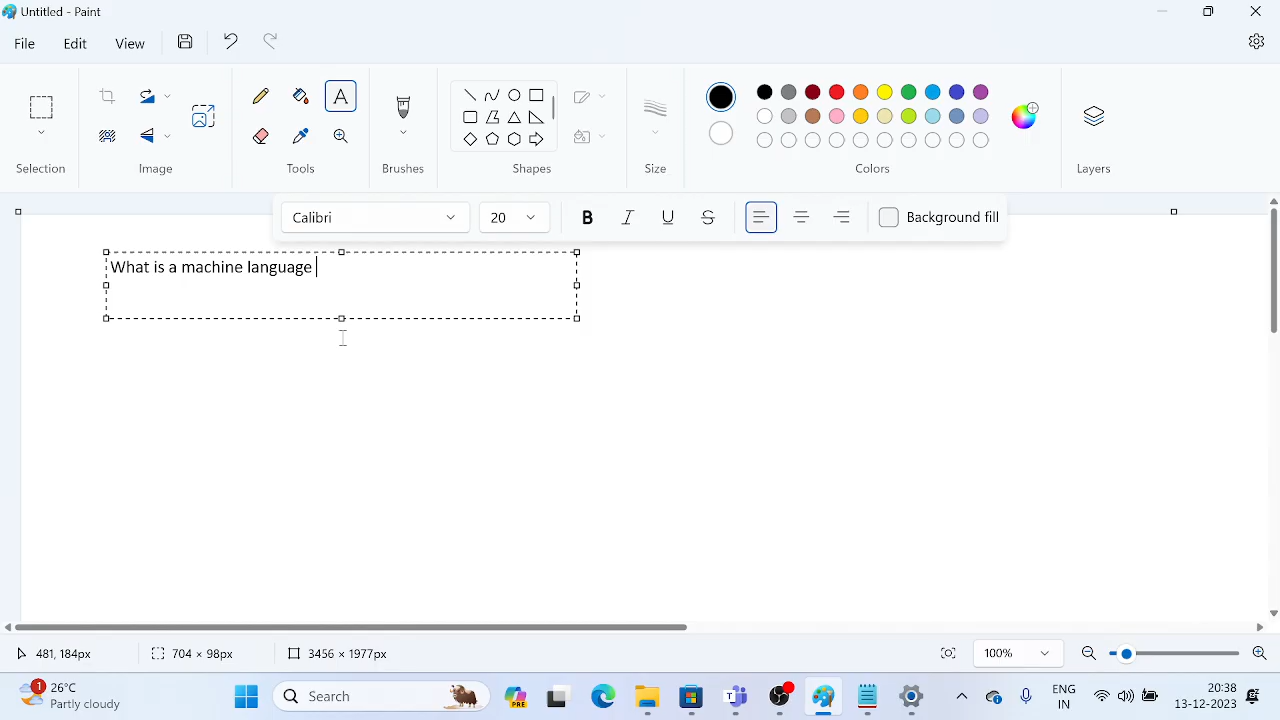 Untitled - Paint
File Edit View
Selection Image Tools Brushes Shapes Size Colors Layers
Calibri 20 B I U S Background fill
What is a machine language
481, 184px 704 × 98px 3456 × 1977px 100%
1 26°C Partly cloudy Search PRE T ENG IN 20:38 13-12-2023